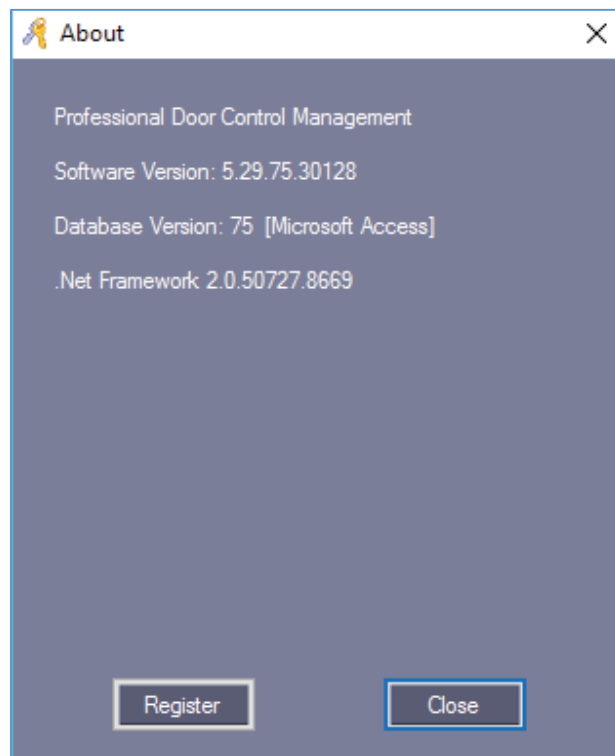 About
Professional Door Control Management
Software Version: 5.29.75.30128
Database Version: 75 [Microsoft Access]
.Net Framework 2.0.50727.8669
Register Close